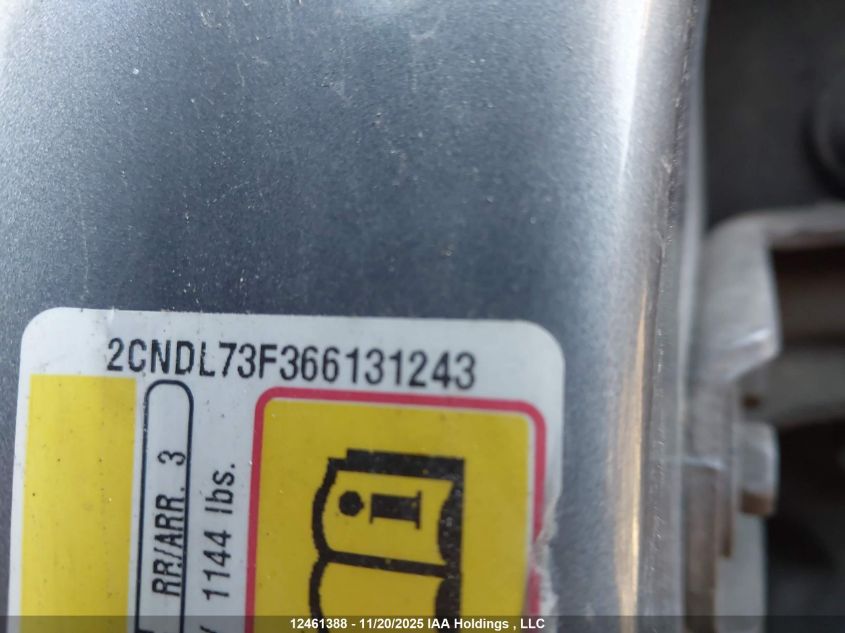 2CNDL73F366131243
RR/ARR. 3
1144 lbs.
12461388 - 11/20/2025 IAA Holdings , LLC